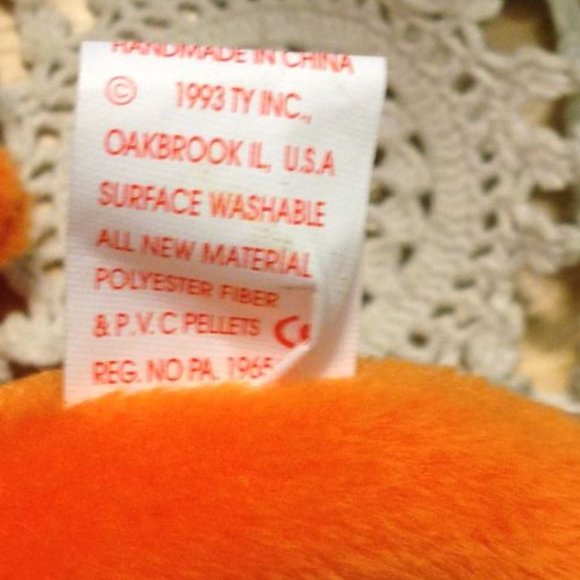 HANDMADE IN CHINA
© 1993 TY INC.,
OAKBROOK IL, U.S.A
SURFACE WASHABLE
ALL NEW MATERIAL
POLYESTER FIBER
& P.V.C PELLETS CE
REG. NO PA. 1965